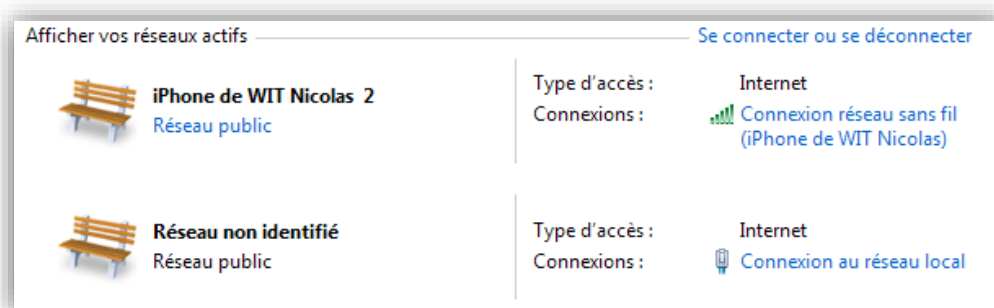 Afficher vos réseaux actifs Se connecter ou se déconnecter
iPhone de WIT Nicolas 2
Réseau public
Type d'accès : Internet
Connexions : Connexion réseau sans fil
(iPhone de WIT Nicolas)
Réseau non identifié
Réseau public
Type d'accès : Internet
Connexions : Connexion au réseau local